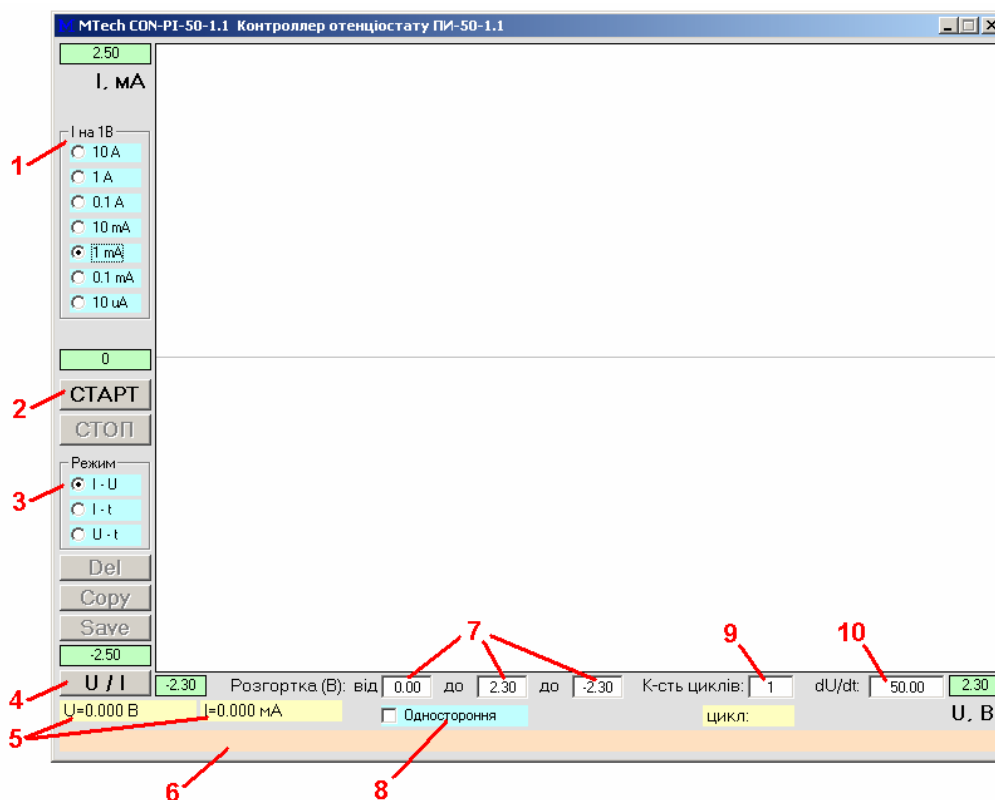 MTech CON-PI-50-1.1 Контроллер отенціостату ПИ-50-1.1
2.50
I, мА
I на 1В
1
10 A
1 A
0.1 A
10 mA
1 mA
0.1 mA
10 uA
0
2
СТАРТ
СТОП
Режим
3
I - U
I - t
U - t
Del
Copy
Save
-2.50
7
9
10
4
U / I
-2.30
Розгортка (В): від 0.00 до 2.30 до -2.30
К-сть циклів: 1
dU/dt: 50.00
2.30
5
U=0.000 В
I=0.000 мА
Одностороння
цикл:
U, В
6
8